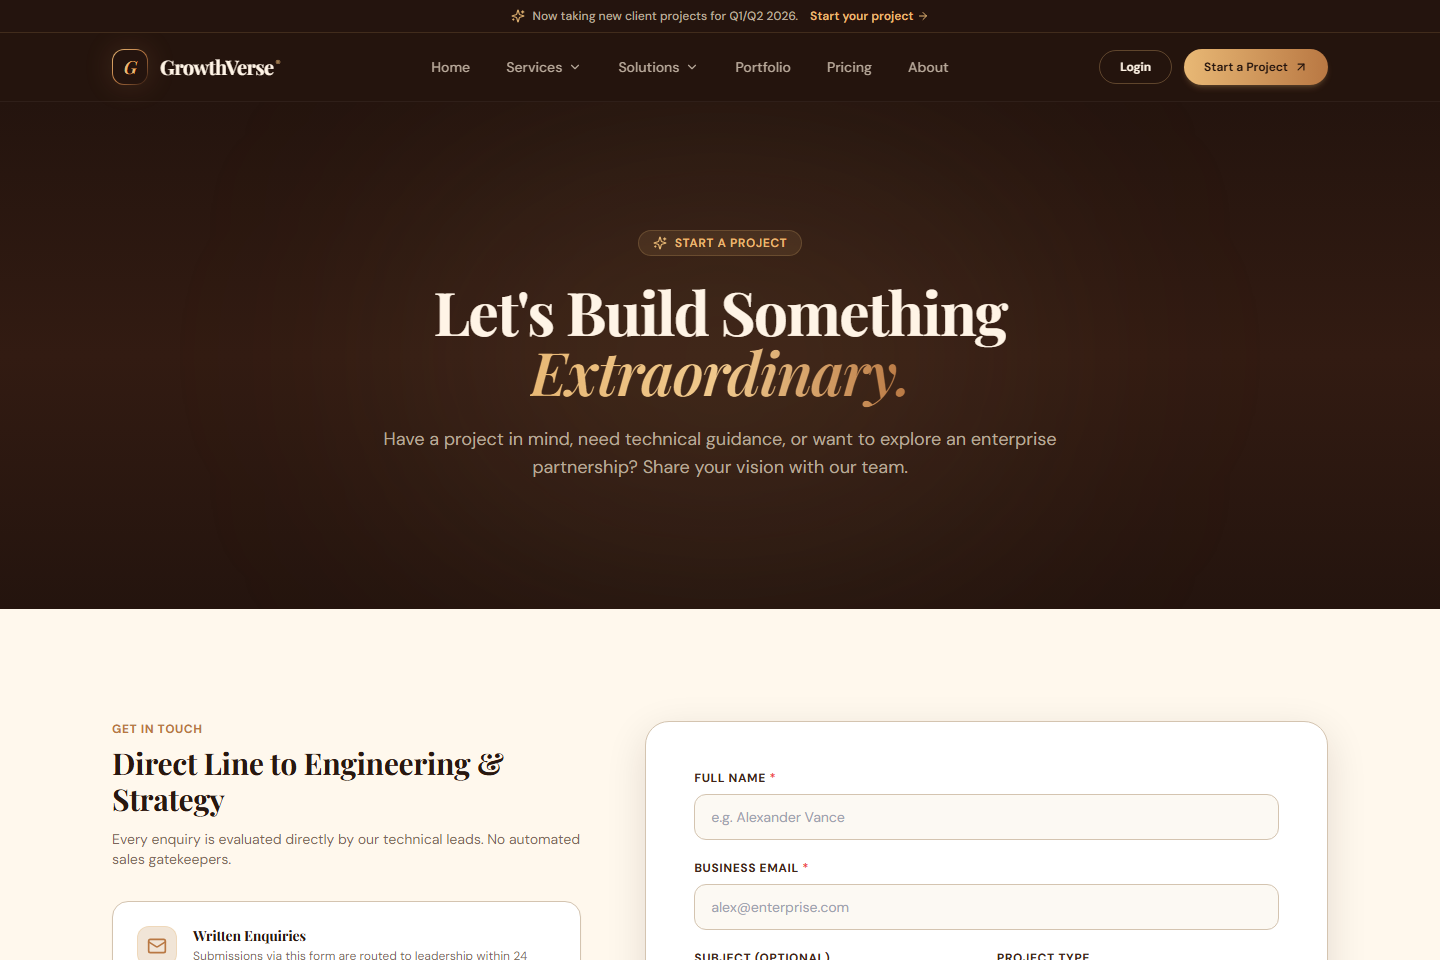 Now taking new client projects for Q1/Q2 2026. Start your project →
G GrowthVerse®
Home Services Solutions Portfolio Pricing About
Login Start a Project
START A PROJECT
Let's Build Something
Extraordinary.
Have a project in mind, need technical guidance, or want to explore an enterprise
partnership? Share your vision with our team.
GET IN TOUCH
Direct Line to Engineering &
Strategy
Every enquiry is evaluated directly by our technical leads. No automated
sales gatekeepers.
Written Enquiries
Submissions via this form are routed to leadership within 24
FULL NAME *
e.g. Alexander Vance
BUSINESS EMAIL *
alex@enterprise.com
SUBJECT (OPTIONAL) PROJECT TYPE